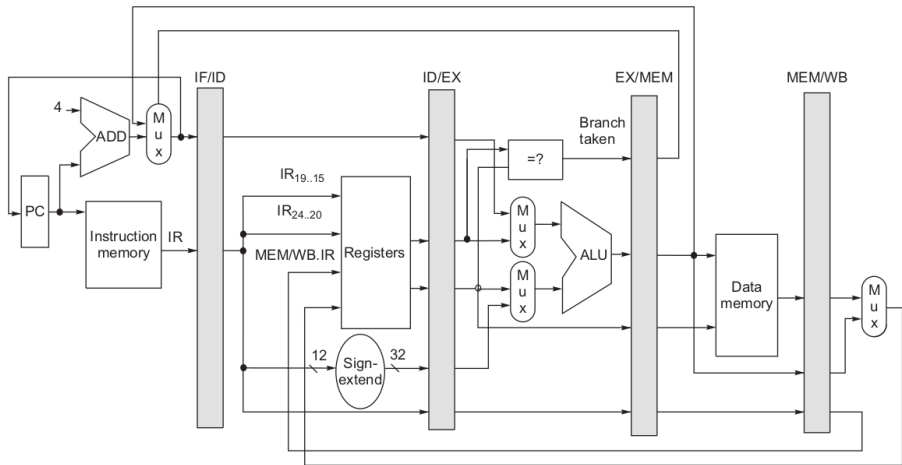 IF/ID
ID/EX
EX/MEM
MEM/WB
4
ADD
M
u
x
Branch
taken
=?
PC
Instruction
memory
IR
IR19..15
IR24..20
MEM/WB.IR
Registers
M
u
x
ALU
M
u
x
Data
memory
M
u
x
12
Sign-
extend
32